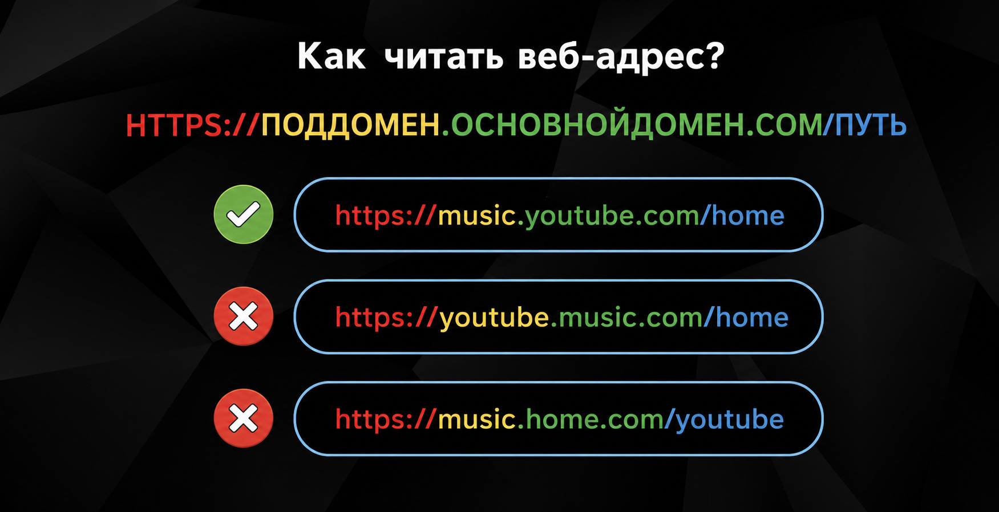 Как читать веб-адрес?
HTTPS://ПОДДОМЕН.ОСНОВНОЙДОМЕН.COM/ПУТЬ
https://music.youtube.com/home
https://youtube.music.com/home
https://music.home.com/youtube